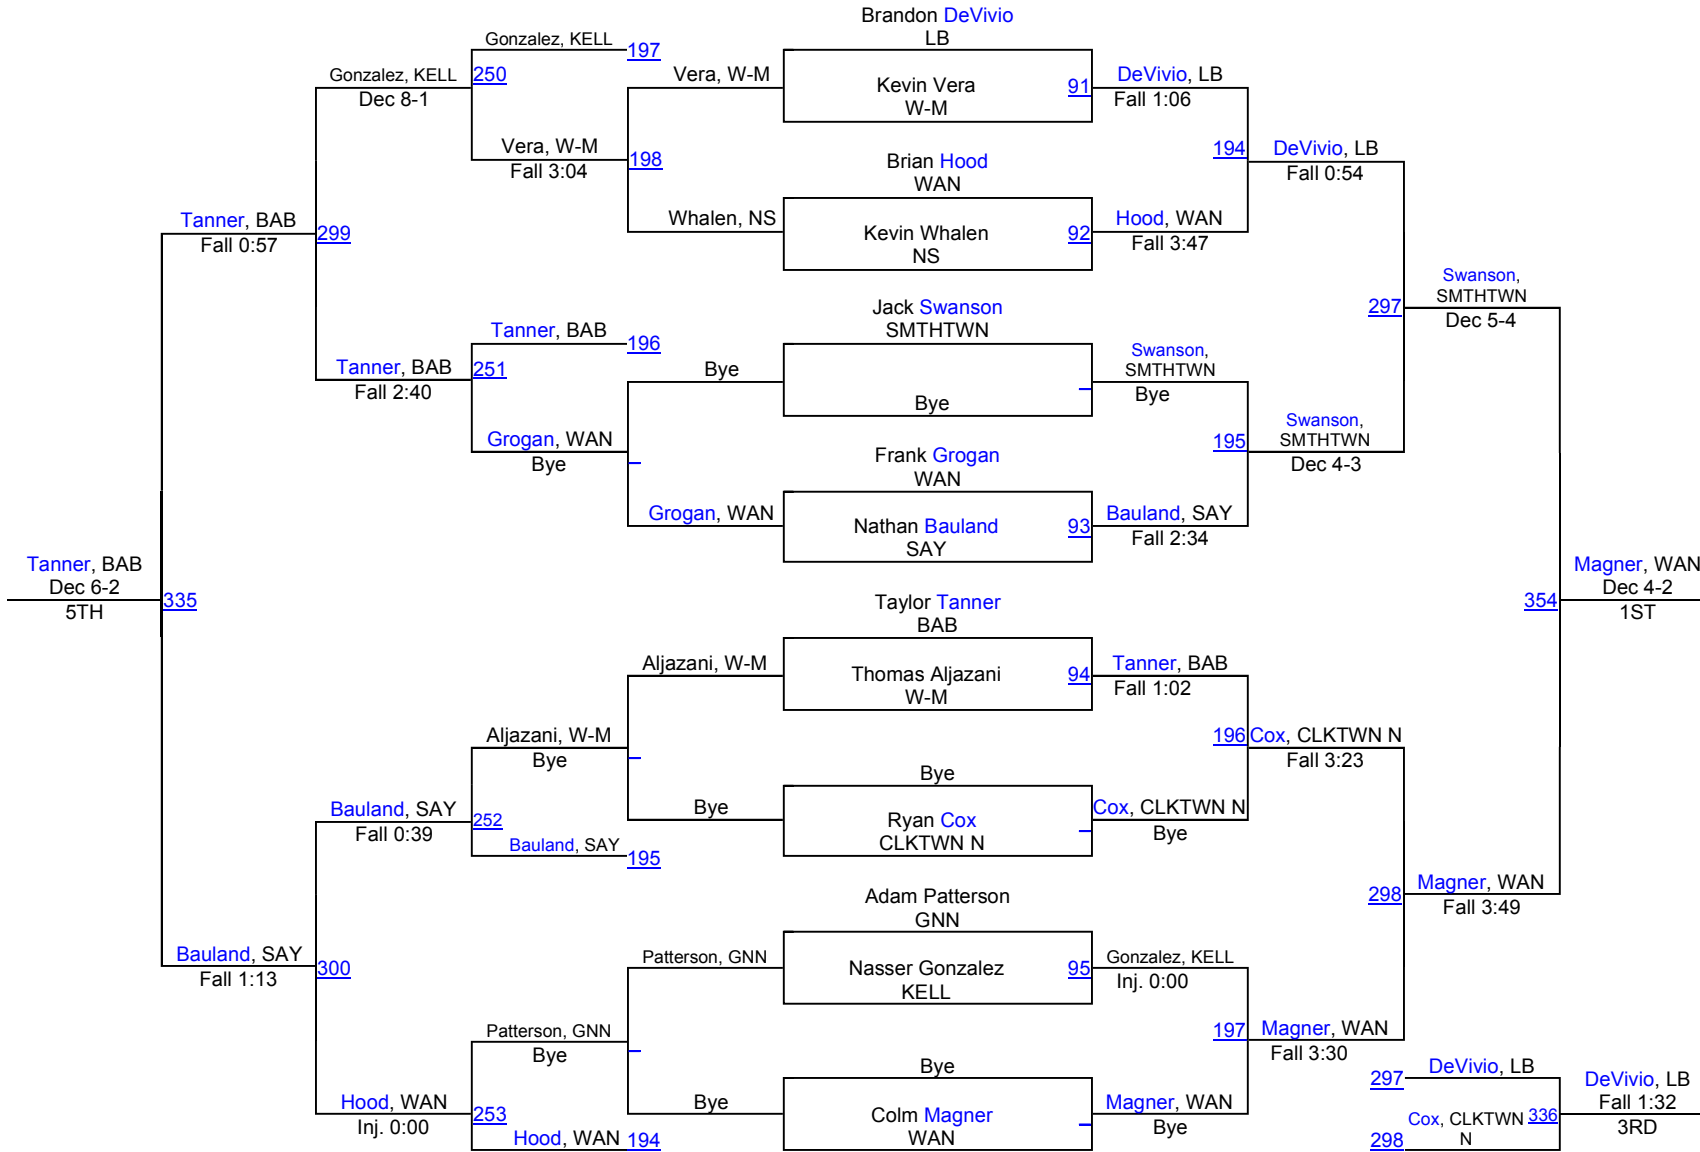 Brandon DeVivio
LB
Gonzalez, KELL
197
Gonzalez, KELL
250
Dec 8-1
Vera, W-M
Kevin Vera
W-M
91
DeVivio, LB
Fall 1:06
Vera, W-M
Fall 3:04
198
Brian Hood
WAN
194
DeVivio, LB
Fall 0:54
Tanner, BAB
Fall 0:57
299
Whalen, NS
Kevin Whalen
NS
92
Hood, WAN
Fall 3:47
Jack Swanson
SMTHTWN
297
Swanson,
SMTHTWN
Dec 5-4
Tanner, BAB
196
Tanner, BAB
251
Fall 2:40
Bye
Bye
Swanson,
SMTHTWN
Bye
Grogan, WAN
Bye
Frank Grogan
WAN
195
Swanson,
SMTHTWN
Dec 4-3
Grogan, WAN
Nathan Bauland
SAY
93
Bauland, SAY
Fall 2:34
Tanner, BAB
Dec 6-2
5TH
335
Taylor Tanner
BAB
354
Magner, WAN
Dec 4-2
1ST
Aljazani, W-M
Thomas Aljazani
W-M
94
Tanner, BAB
Fall 1:02
Aljazani, W-M
Bye
196
Cox, CLKTWN N
Fall 3:23
Bye
Bauland, SAY
Fall 0:39
252
Bye
Ryan Cox
CLKTWN N
Cox, CLKTWN N
Bye
Bauland, SAY
195
Adam Patterson
GNN
298
Magner, WAN
Fall 3:49
Bauland, SAY
Fall 1:13
300
Patterson, GNN
Nasser Gonzalez
KELL
95
Gonzalez, KELL
Inj. 0:00
Patterson, GNN
Bye
197
Magner, WAN
Fall 3:30
Bye
Hood, WAN
Inj. 0:00
253
Bye
Colm Magner
WAN
Magner, WAN
Bye
Hood, WAN
194
297
DeVivio, LB
DeVivio, LB
Fall 1:32
3RD
336
Cox, CLKTWN
N
298